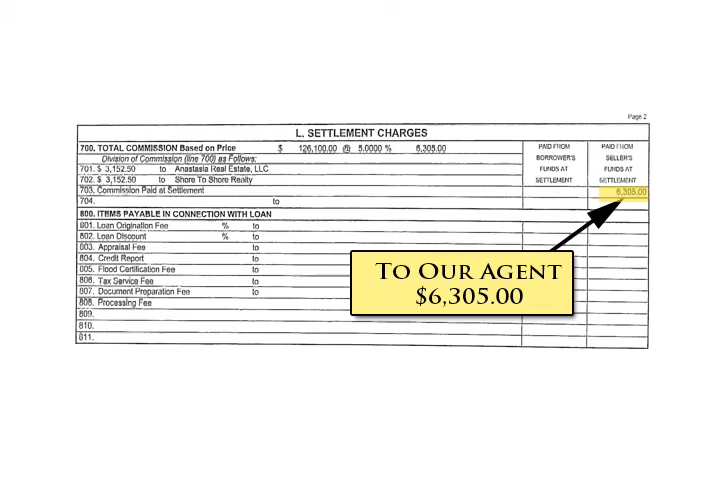 Page 2
L. SETTLEMENT CHARGES
700. TOTAL COMMISSION Based on Price $ 126,100.00 @ 5.0000 % 6,305.00
PAID FROM BORROWER'S FUNDS AT SETTLEMENT
PAID FROM SELLER'S FUNDS AT SETTLEMENT
Division of Commission (line 700) as Follows:
701. $ 3,152.50 to Anastasia Real Estate, LLC
702. $ 3,152.50 to Shore To Shore Realty
703. Commission Paid at Settlement 6,305.00
704. to
800. ITEMS PAYABLE IN CONNECTION WITH LOAN
801. Loan Origination Fee % to
802. Loan Discount % to
803. Appraisal Fee to
804. Credit Report to
805. Flood Certification Fee to
806. Tax Service Fee to
807. Document Preparation Fee to
808. Processing Fee
809.
810.
811.
To Our Agent
$6,305.00